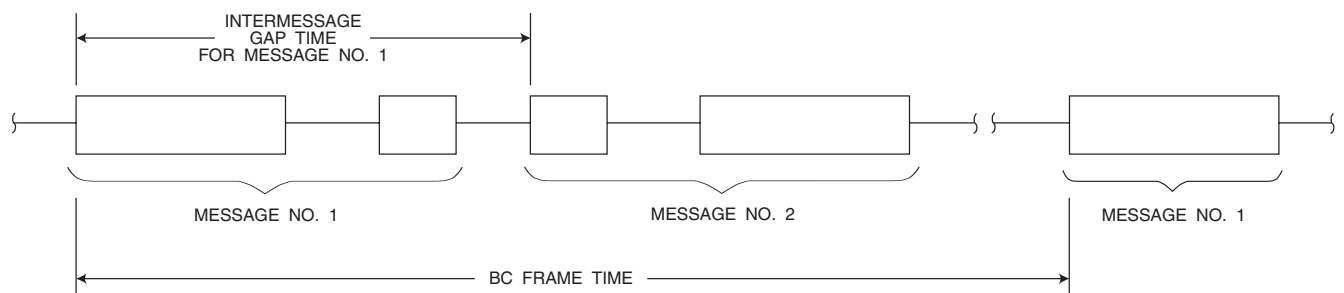 INTERMESSAGE
GAP TIME
FOR MESSAGE NO. 1
MESSAGE NO. 1
MESSAGE NO. 2
MESSAGE NO. 1
BC FRAME TIME